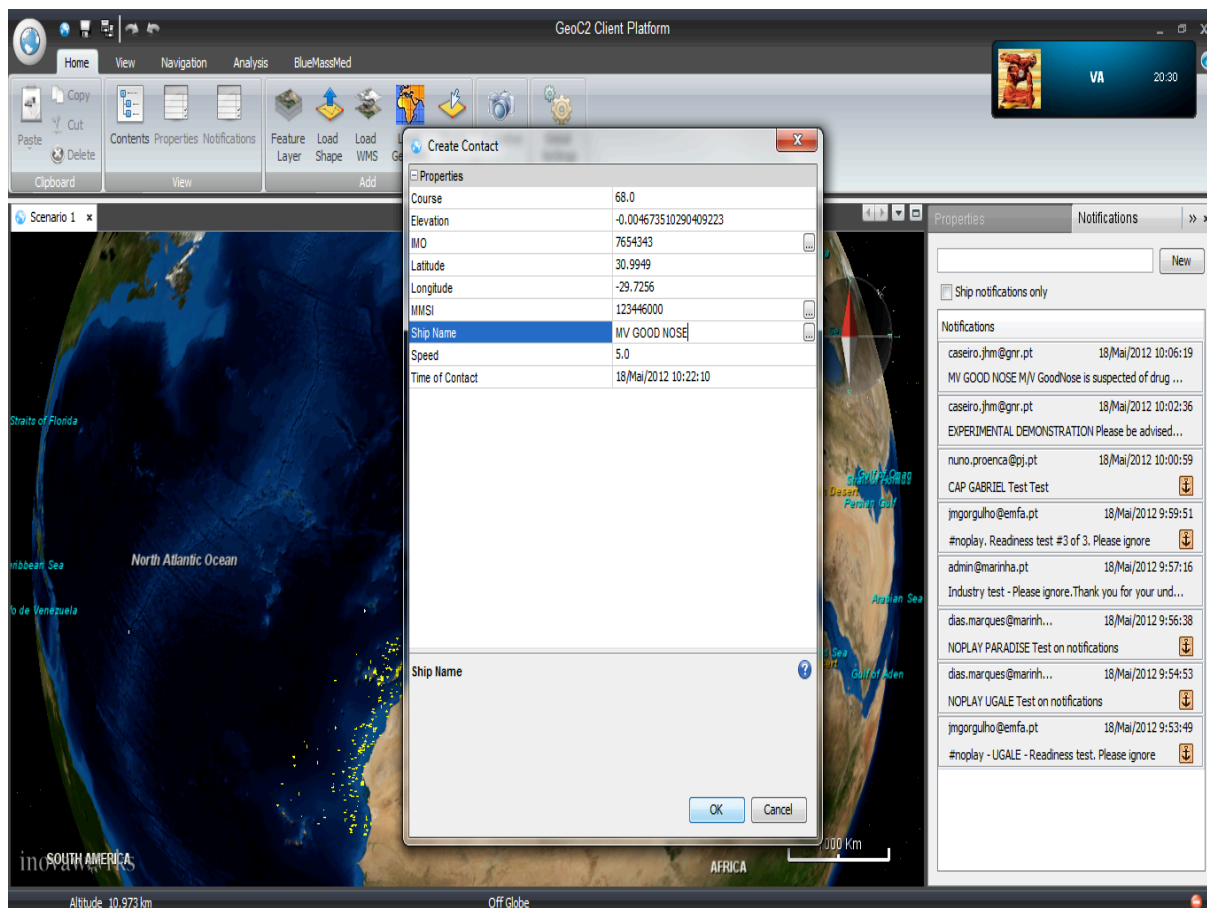 GeoC2 Client Platform
Home View Navigation Analysis BlueMassMed
VA 20:30
Paste
Copy
Cut
Delete
Contents Properties Notifications
Feature Layer
Load Shape
Load WMS
Clipboard View Add
Scenario 1
Create Contact
Properties
Course 68.0
Elevation -0.004673510290409223
IMO 7654343
Latitude 30.9949
Longitude -29.7256
MMSI 123446000
Ship Name MV GOOD NOSE
Speed 5.0
Time of Contact 18/Mai/2012 10:22:10
Ship Name
OK Cancel
Straits of Florida
North Atlantic Ocean
ribbean Sea
o de Venezuela
SOUTH AMERICA
AFRICA
Gulf of Oman
Persian Gulf
Arabian Sea
Gulf of Aden
Properties Notifications
New
Ship notifications only
Notifications
caseiro.jhm@gnr.pt 18/Mai/2012 10:06:19
MV GOOD NOSE M/V GoodNose is suspected of drug ...
caseiro.jhm@gnr.pt 18/Mai/2012 10:02:36
EXPERIMENTAL DEMONSTRATION Please be advised...
nuno.proenca@pj.pt 18/Mai/2012 10:00:59
CAP GABRIEL Test Test
jmgorgulho@emfa.pt 18/Mai/2012 9:59:51
#noplay. Readiness test #3 of 3. Please ignore
admin@marinha.pt 18/Mai/2012 9:57:16
Industry test - Please ignore.Thank you for your und...
dias.marques@marinh... 18/Mai/2012 9:56:38
NOPLAY PARADISE Test on notifications
dias.marques@marinh... 18/Mai/2012 9:54:53
NOPLAY UGALE Test on notifications
jmgorgulho@emfa.pt 18/Mai/2012 9:53:49
#noplay - UGALE - Readiness test. Please ignore
Altitude 10.973 km Off Globe